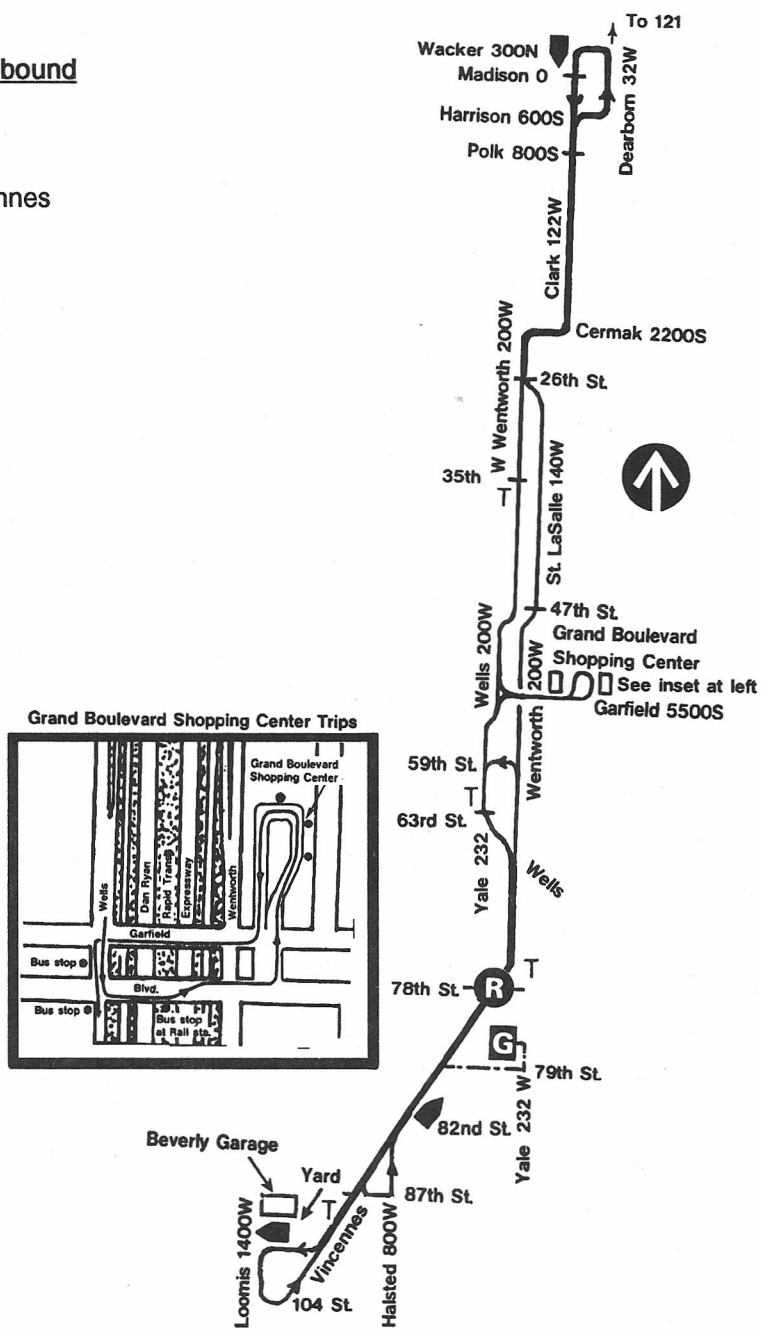 bound
nnes
To 121
Wacker 300N
Madison 0
Dearborn 32W
Harrison 600S
Polk 800S
Clark 122W
Cermak 2200S
W Wentworth 200W
26th St.
35th
T
St. LaSalle 140W
47th St.
Wells 200W
Grand Boulevard
Shopping Center
See inset at left
Garfield 5500S
Wentworth 200W
59th St.
T
63rd St.
Yale 232
Wells
T
78th St.
R
G
79th St.
Yale 232 W
82nd St.
87th St.
Halsted 800W
Vincennes
T
Beverly Garage
Yard
Loomis 1400W
104 St.
Grand Boulevard Shopping Center Trips
Grand Boulevard
Shopping Center
Wells
Dan Ryan
Rapid Transit
Expressway
Wentworth
Garfield
Bus stop
Blvd.
Bus stop
Bus stop
at Rail sta.